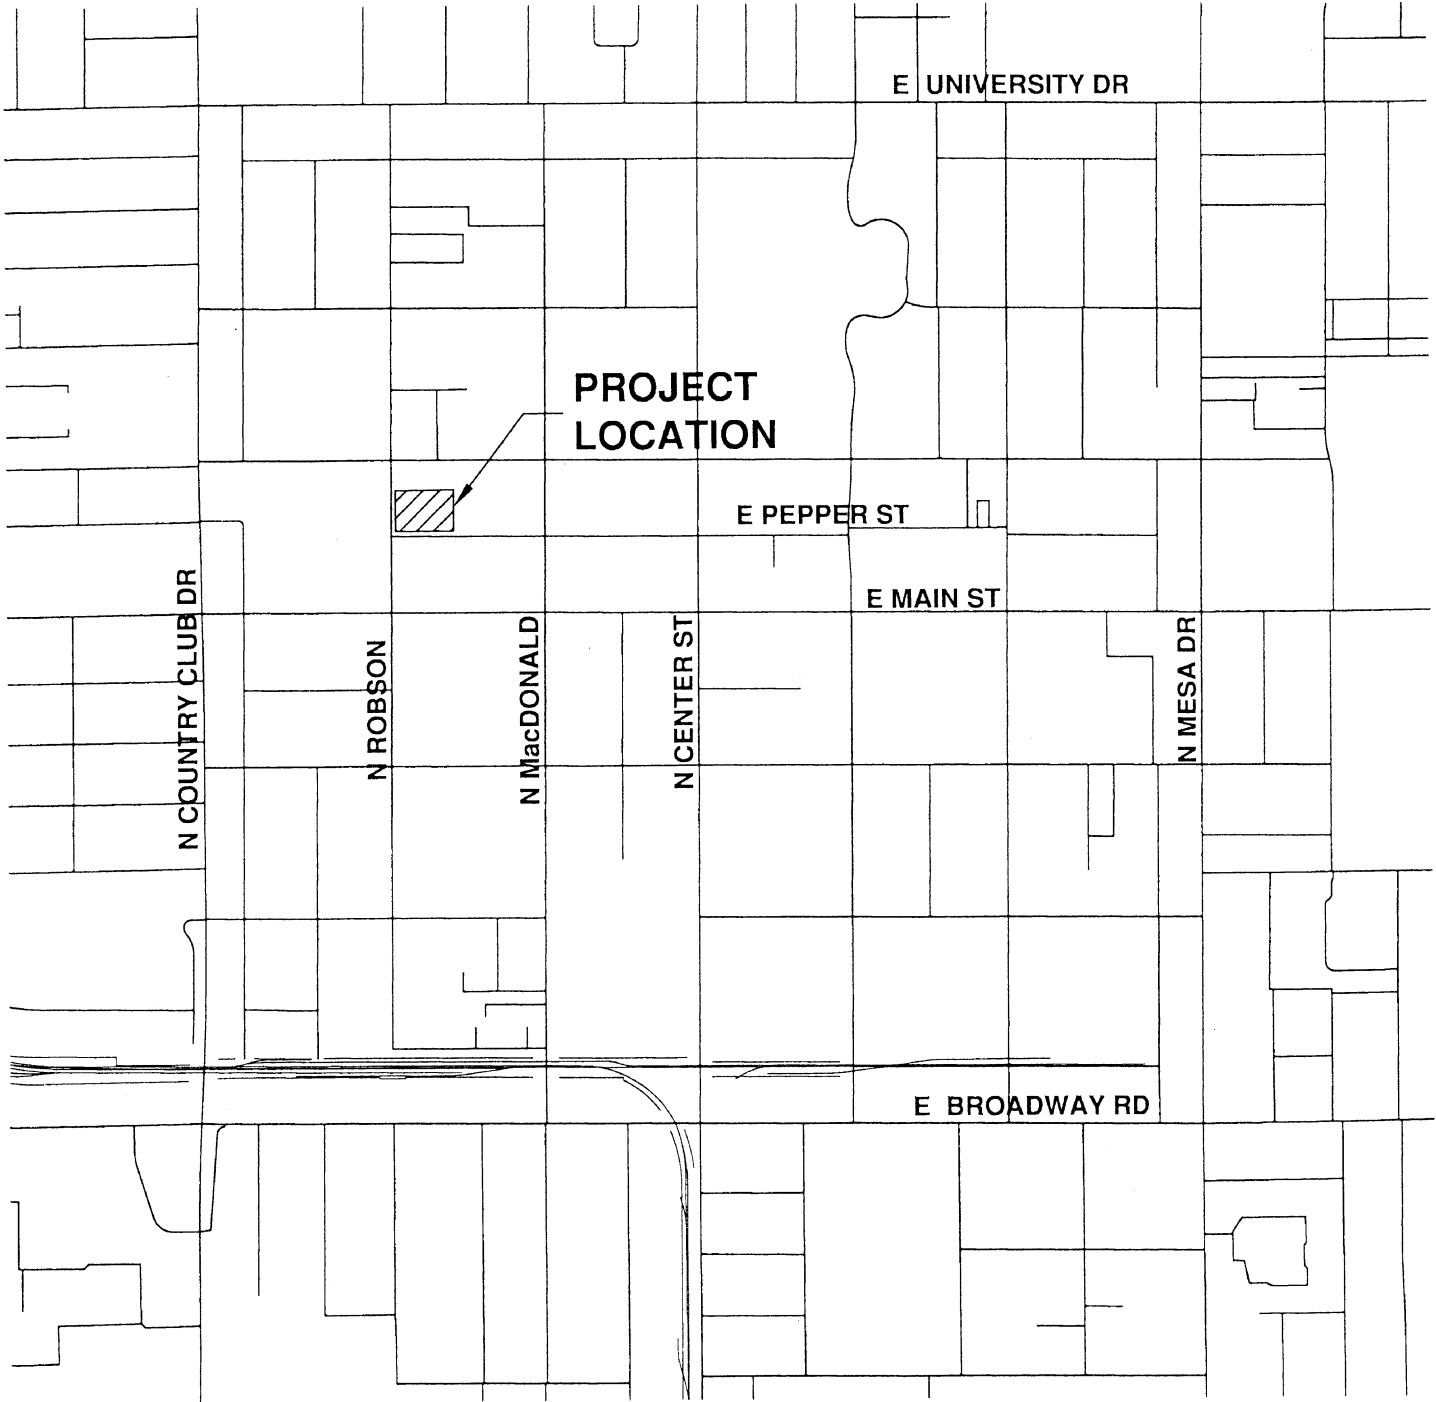 E UNIVERSITY DR
PROJECT
LOCATION
E PEPPER ST
E MAIN ST
N COUNTRY CLUB DR
N ROBSON
N MacDONALD
N CENTER ST
N MESA DR
E BROADWAY RD